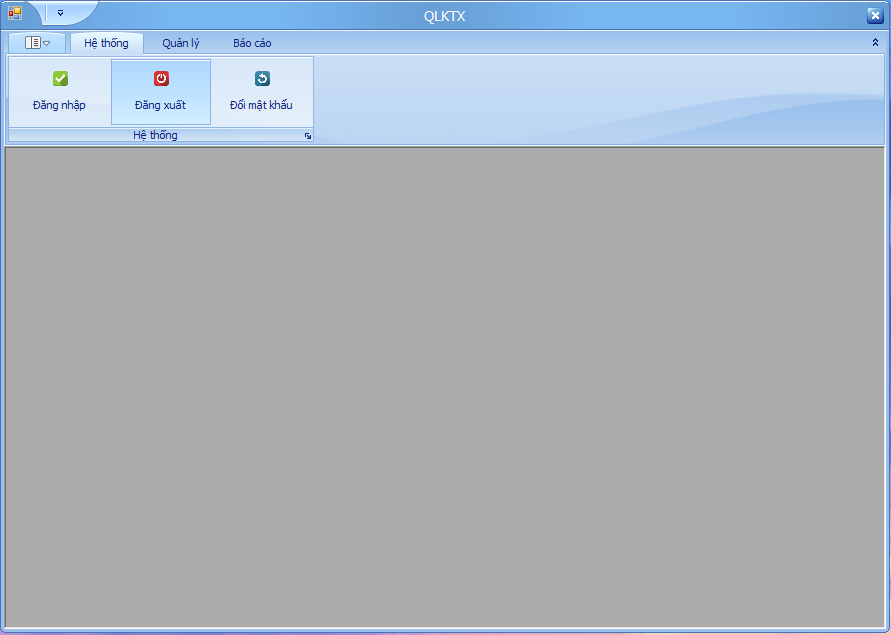 QLKTX
Hệ thống Quản lý Báo cáo
Đăng nhập Đăng xuất Đổi mật khẩu
Hệ thống